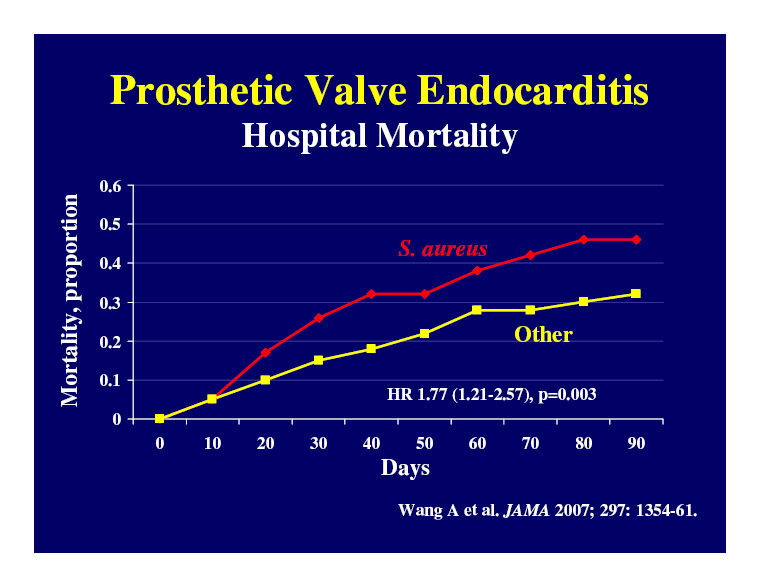 Prosthetic Valve Endocarditis
Hospital Mortality
Mortality, proportion
0.6
0.5
0.4
0.3
0.2
0.1
0
S. aureus
Other
HR 1.77 (1.21-2.57), p=0.003
0 10 20 30 40 50 60 70 80 90
Days
Wang A et al. JAMA 2007; 297: 1354-61.